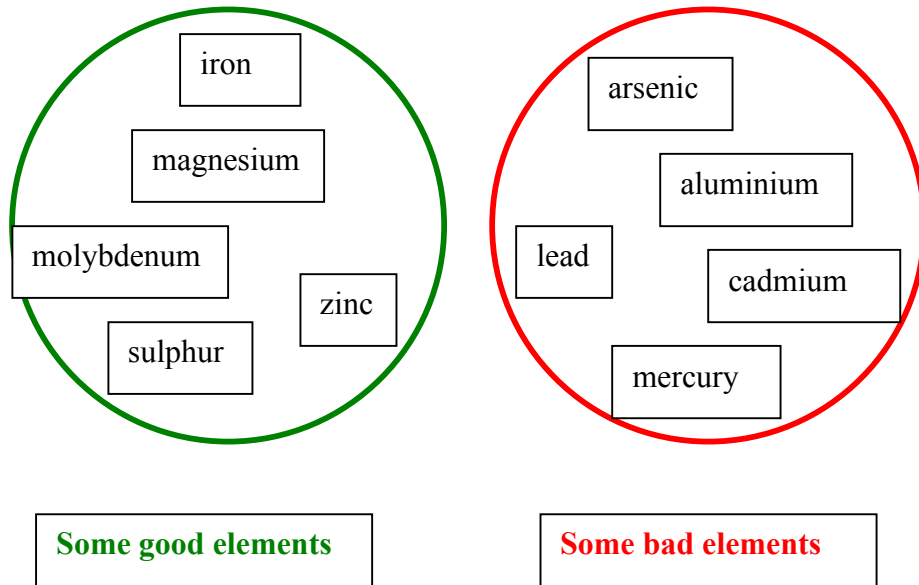 iron
magnesium
molybdenum
zinc
sulphur
Some good elements
arsenic
aluminium
lead
cadmium
mercury
Some bad elements